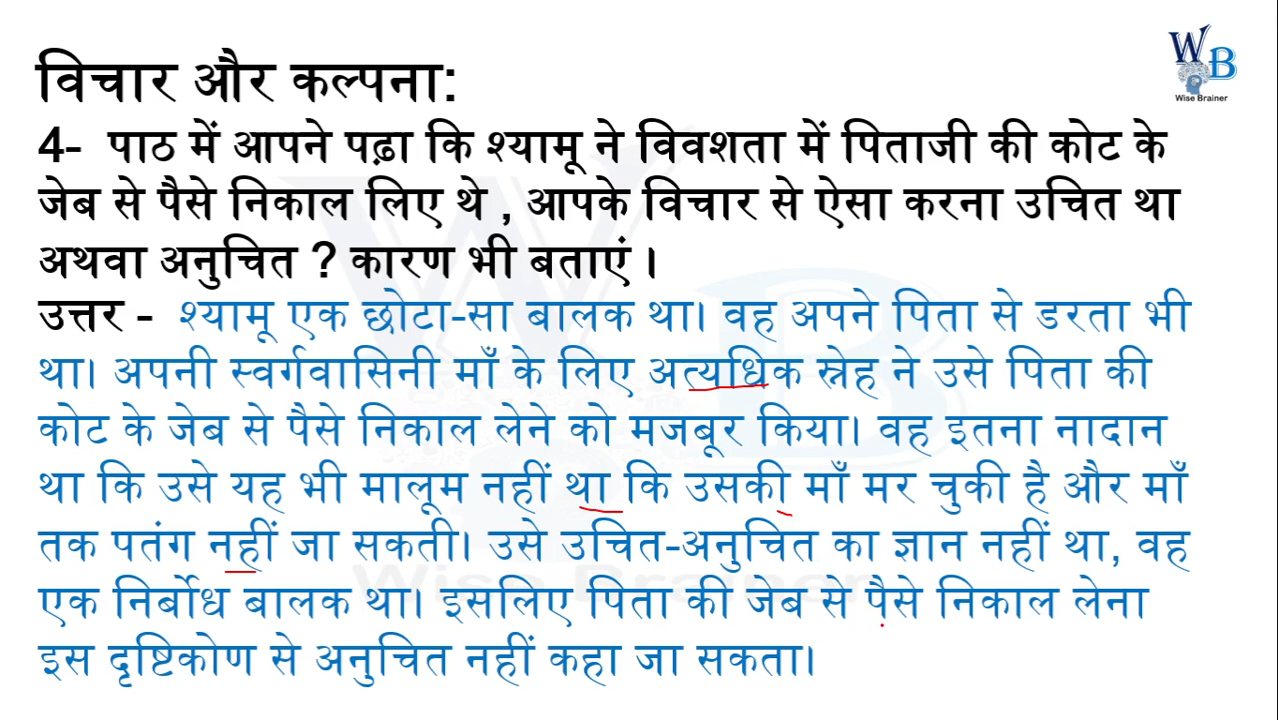 W B
Wise Brainer
विचार और कल्पना:
4- पाठ में आपने पढ़ा कि श्यामू ने विवशता में पिताजी की कोट के
जेब से पैसे निकाल लिए थे , आपके विचार से ऐसा करना उचित था
अथवा अनुचित ? कारण भी बताएं ।
उत्तर - श्यामू एक छोटा-सा बालक था। वह अपने पिता से डरता भी
था। अपनी स्वर्गवासिनी माँ के लिए अत्यधिक स्नेह ने उसे पिता की
कोट के जेब से पैसे निकाल लेने को मजबूर किया। वह इतना नादान
था कि उसे यह भी मालूम नहीं था कि उसकी माँ मर चुकी है और माँ
तक पतंग नहीं जा सकती। उसे उचित-अनुचित का ज्ञान नहीं था, वह
एक निर्बोध बालक था। इसलिए पिता की जेब से पैसे निकाल लेना
इस दृष्टिकोण से अनुचित नहीं कहा जा सकता।
Wise Brainer